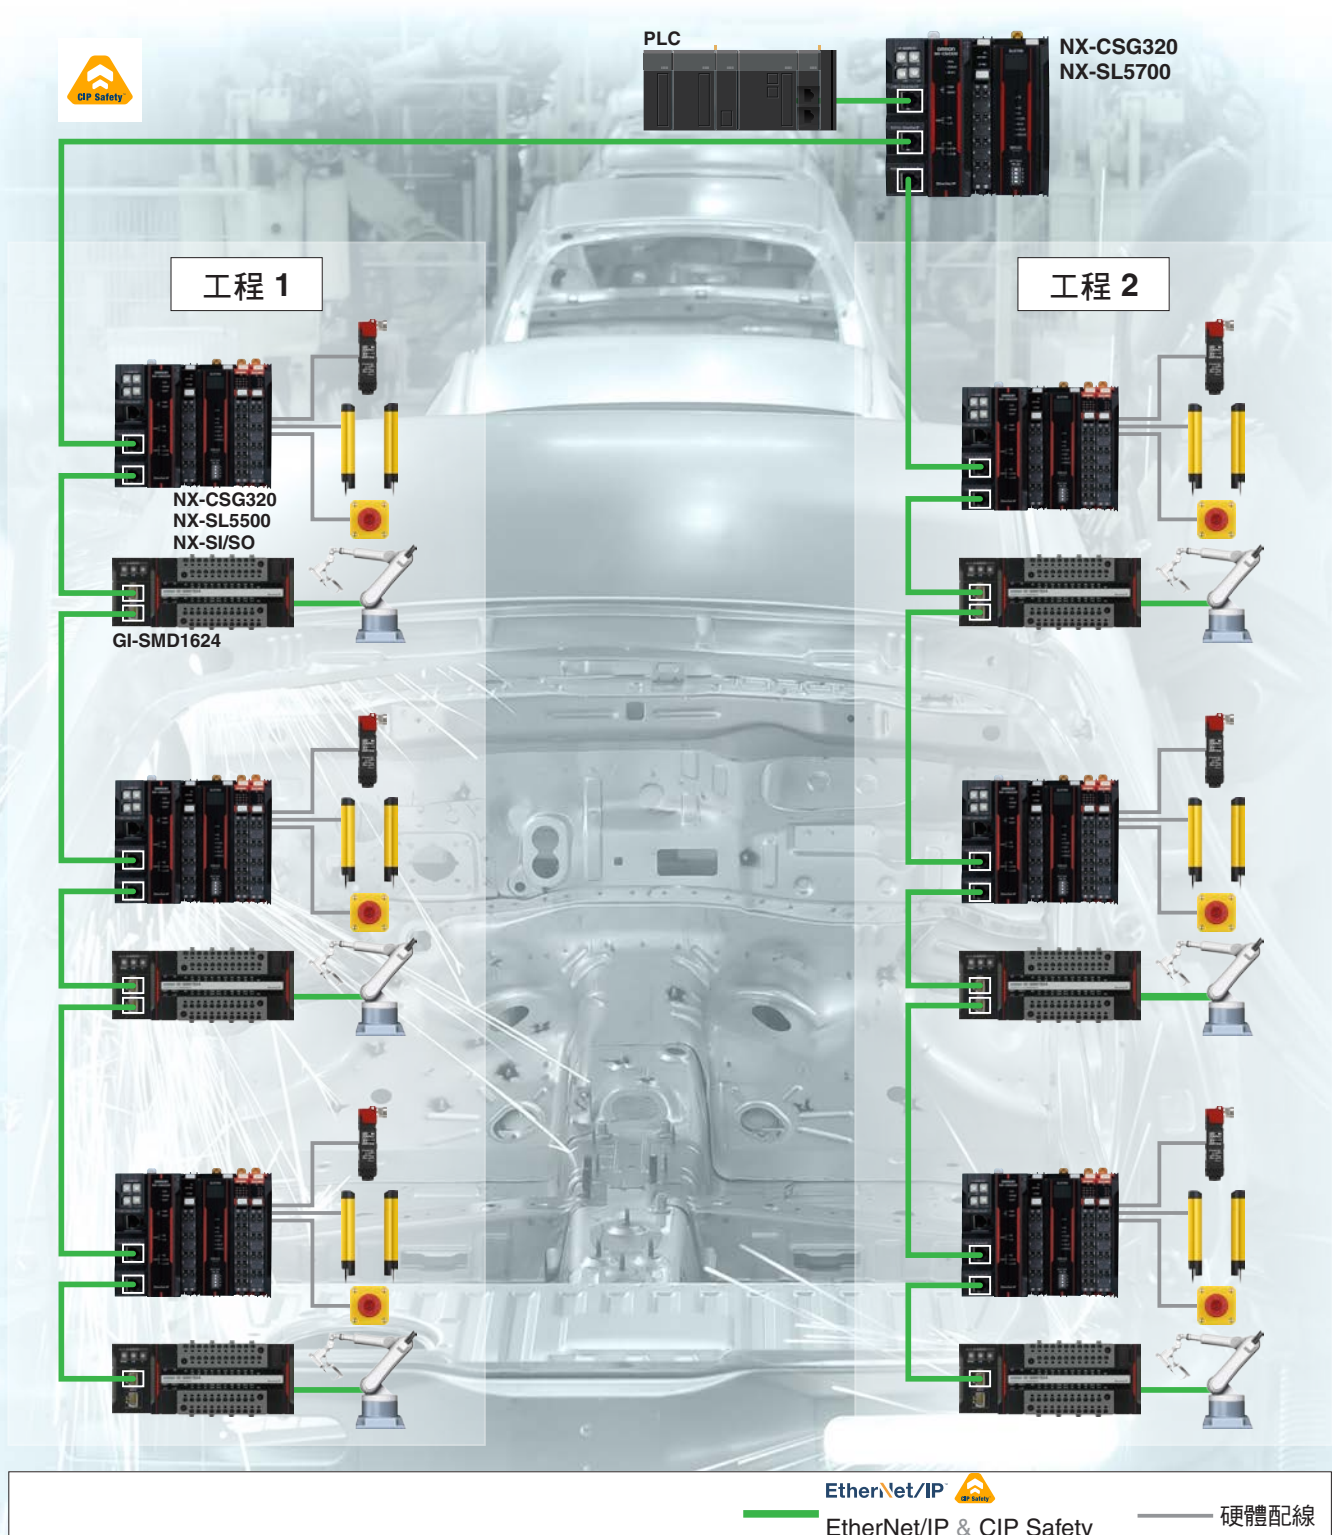 CIP Safety
PLC
NX-CSG320
NX-SL5700
工程 1
工程 2
NX-CSG320
NX-SL5500
NX-SI/SO
GI-SMD1624
EtherNet/IP
CIP Safety
EtherNet/IP & CIP Safety
硬體配線